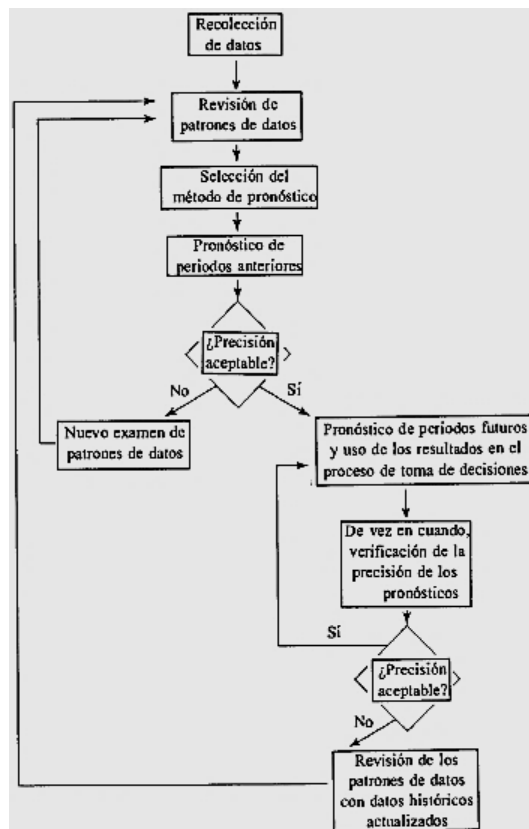 Recolección
de datos
Revisión de
patrones de datos
Selección del
método de pronóstico
Pronóstico de
periodos anteriores
¿Precisión
aceptable?
No
Sí
Nuevo examen de
patrones de datos
Pronóstico de periodos futuros
y uso de los resultados en el
proceso de toma de decisiones
De vez en cuando,
verificación de la
precisión de los
pronósticos
Sí
¿Precisión
aceptable?
No
Revisión de los
patrones de datos
con datos históricos
actualizados